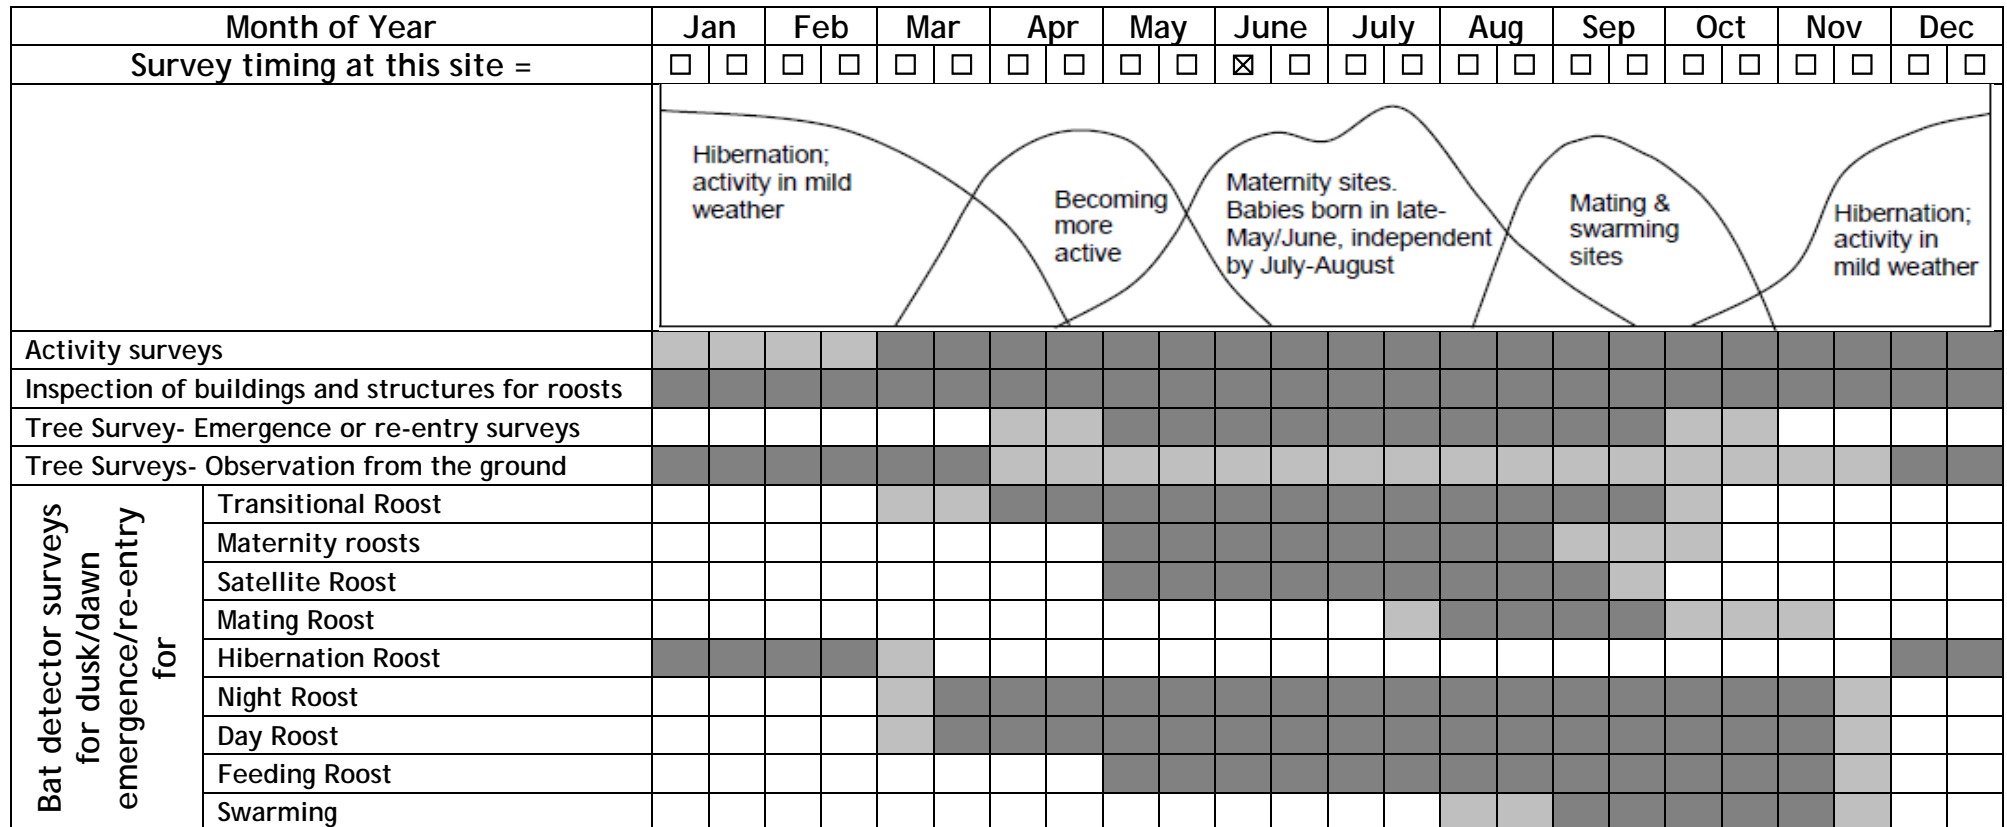 Month of Year Jan Feb Mar Apr May June July Aug Sep Oct Nov Dec
Survey timing at this site = ☐ ☐ ☐ ☐ ☐ ☐ ☐ ☐ ☐ ☐ ☒ ☐ ☐ ☐ ☐ ☐ ☐ ☐ ☐ ☐ ☐ ☐ ☐ ☐
Hibernation;
activity in mild
weather
Becoming
more
active
Maternity sites.
Babies born in late-
May/June, independent
by July-August
Mating &
swarming
sites
Hibernation;
activity in
mild weather
Activity surveys
Inspection of buildings and structures for roosts
Tree Survey- Emergence or re-entry surveys
Tree Surveys- Observation from the ground
Bat detector surveys
for dusk/dawn
emergence/re-entry
for
Transitional Roost
Maternity roosts
Satellite Roost
Mating Roost
Hibernation Roost
Night Roost
Day Roost
Feeding Roost
Swarming